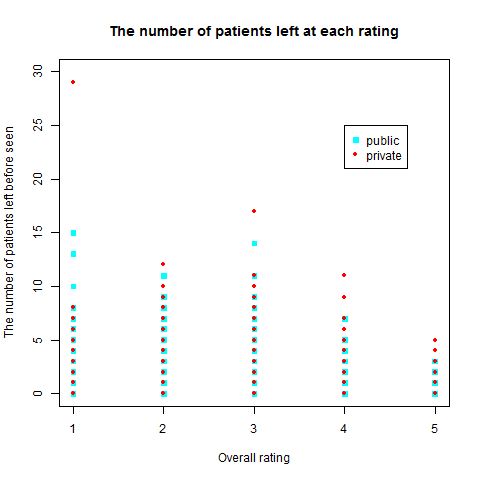 The number of patients left at each rating
The number of patients left before seen
30
25
20
15
10
5
0
public
private
1 2 3 4 5
Overall rating